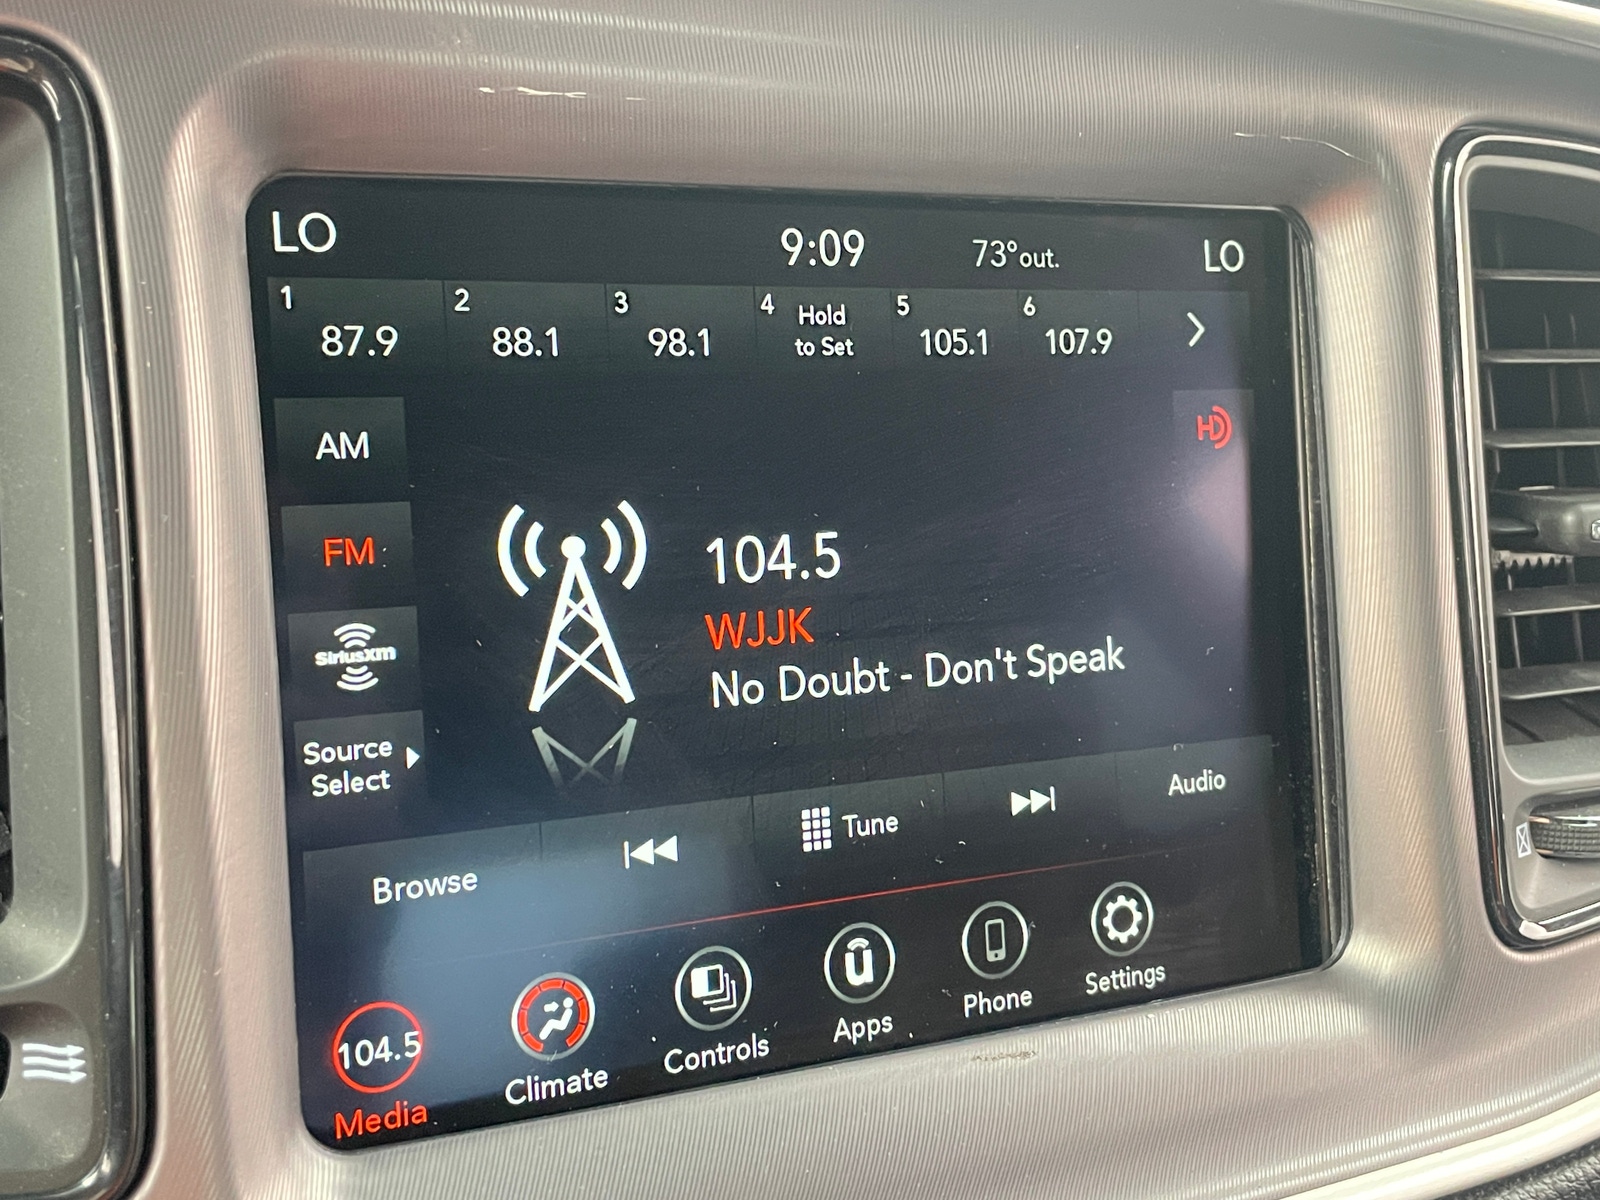 LO
9:09
73° out.
LO
1
87.9
2
88.1
3
98.1
4
Hold
to Set
5
105.1
6
107.9
AM
HD
FM
104.5
WJJK
No Doubt - Don't Speak
SiriusXM
Source
Select
Browse
Tune
Audio
104.5
Media
Climate
Controls
u
Apps
Phone
Settings